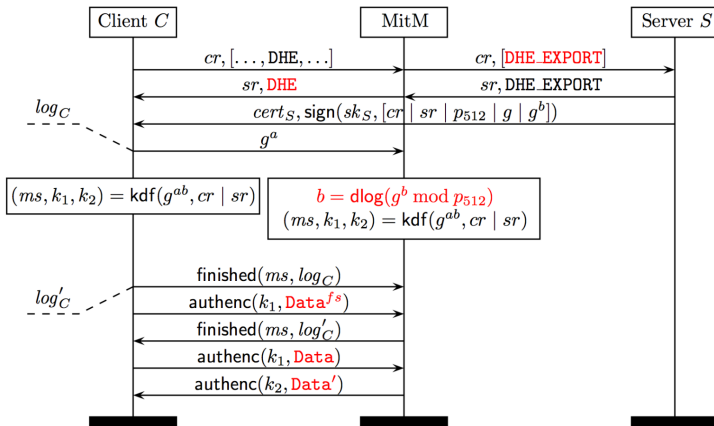 Client C MitM Server S
cr, [..., DHE, ...] cr, [DHE_EXPORT]
sr, DHE sr, DHE_EXPORT
log_C cert_S, sign(sk_S, [cr | sr | p_512 | g | g^b])
g^a
(ms, k_1, k_2) = kdf(g^{ab}, cr | sr) b = dlog(g^b mod p_512)
(ms, k_1, k_2) = kdf(g^{ab}, cr | sr)
finished(ms, log_C)
log'_C authenc(k_1, Data^{fs})
finished(ms, log'_C)
authenc(k_1, Data)
authenc(k_2, Data')